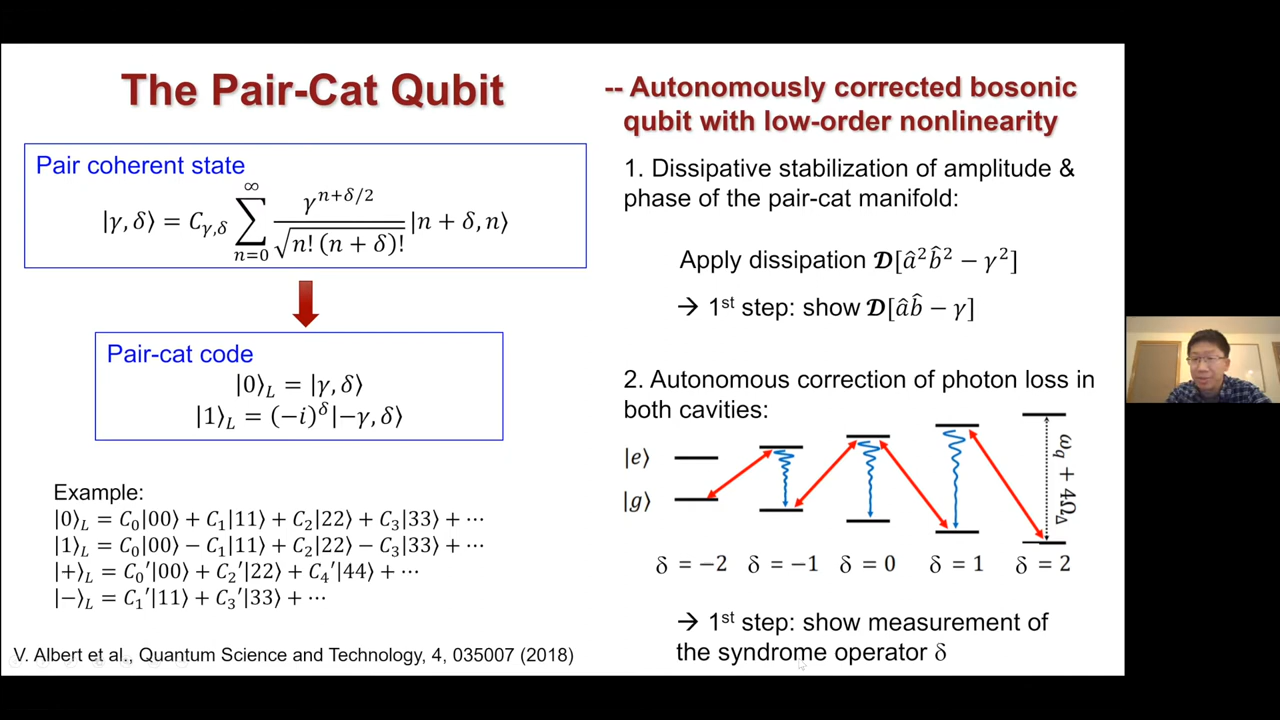 The Pair-Cat Qubit
Pair coherent state
|γ, δ⟩ = C_{γ,δ} ∑_{n=0}^{∞} γ^{n+δ/2} / √(n! (n + δ)!) |n + δ, n⟩
Pair-cat code
|0⟩_L = |γ, δ⟩
|1⟩_L = (−i)^δ |−γ, δ⟩
Example:
|0⟩_L = C_0|00⟩ + C_1|11⟩ + C_2|22⟩ + C_3|33⟩ + ⋯
|1⟩_L = C_0|00⟩ − C_1|11⟩ + C_2|22⟩ − C_3|33⟩ + ⋯
|+⟩_L = C_0′|00⟩ + C_2′|22⟩ + C_4′|44⟩ + ⋯
|−⟩_L = C_1′|11⟩ + C_3′|33⟩ + ⋯
V. Albert et al., Quantum Science and Technology, 4, 035007 (2018)
-- Autonomously corrected bosonic
qubit with low-order nonlinearity
1. Dissipative stabilization of amplitude &
phase of the pair-cat manifold:
Apply dissipation 𝓓[â²b̂² − γ²]
→ 1st step: show 𝓓[âb̂ − γ]
2. Autonomous correction of photon loss in
both cavities:
|e⟩
|g⟩
ω_q + 4Ω_Δ
δ = −2 δ = −1 δ = 0 δ = 1 δ = 2
→ 1st step: show measurement of
the syndrome operator δ